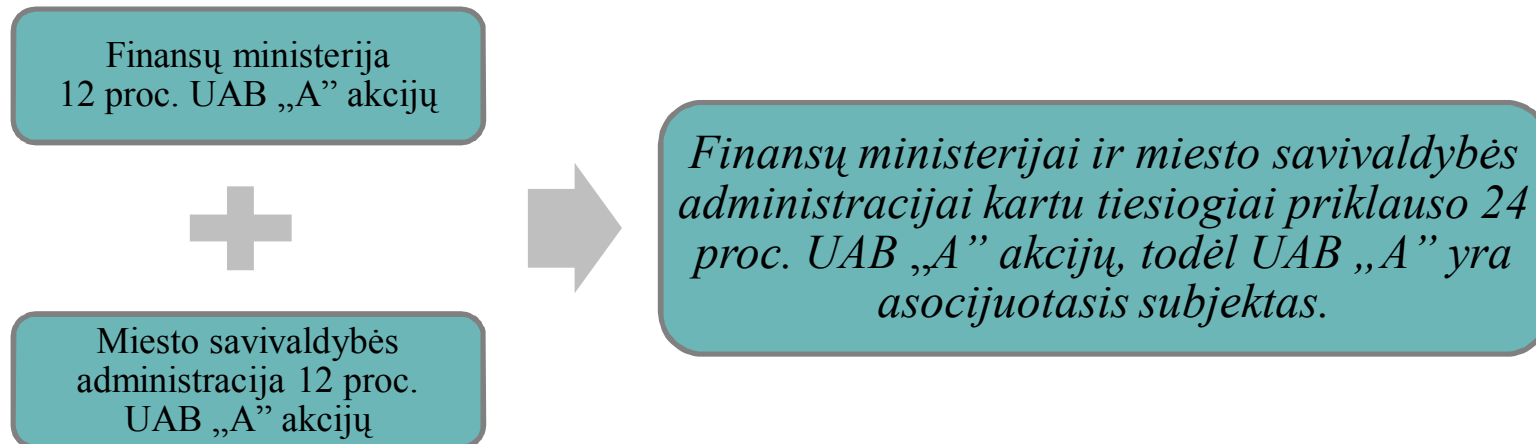 Finansų ministerija
12 proc. UAB „A” akcijų
Miesto savivaldybės
administracija 12 proc.
UAB „A” akcijų
Finansų ministerijai ir miesto savivaldybės
administracijai kartu tiesiogiai priklauso 24
proc. UAB „A” akcijų, todėl UAB „A” yra
asocijuotasis subjektas.